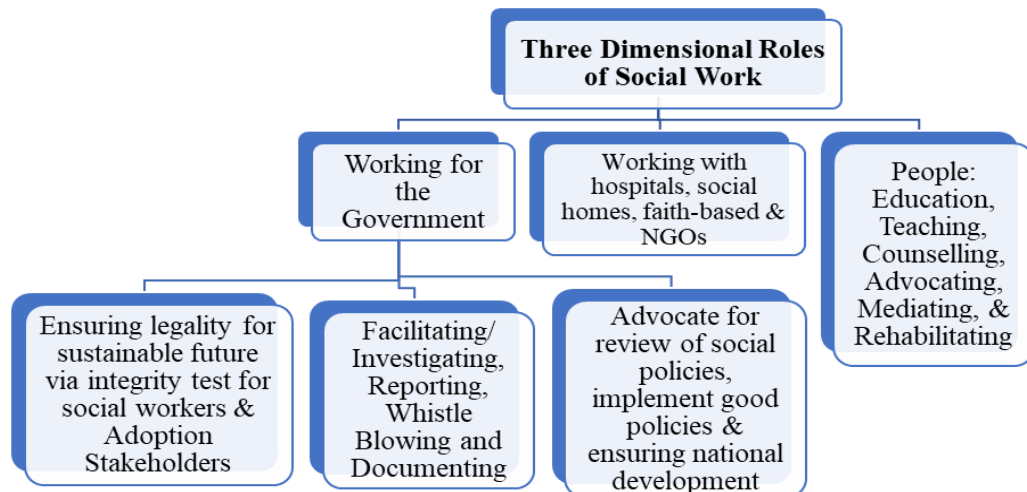 Three Dimensional Roles
of Social Work
Working for
the
Government
Working with
hospitals, social
homes, faith-based &
NGOs
People:
Education,
Teaching,
Counselling,
Advocating,
Mediating, &
Rehabilitating
Ensuring legality for
sustainable future
via integrity test for
social workers &
Adoption
Stakeholders
Facilitating/
Investigating,
Reporting,
Whistle
Blowing and
Documenting
Advocate for
review of social
policies,
implement good
policies &
ensuring national
development